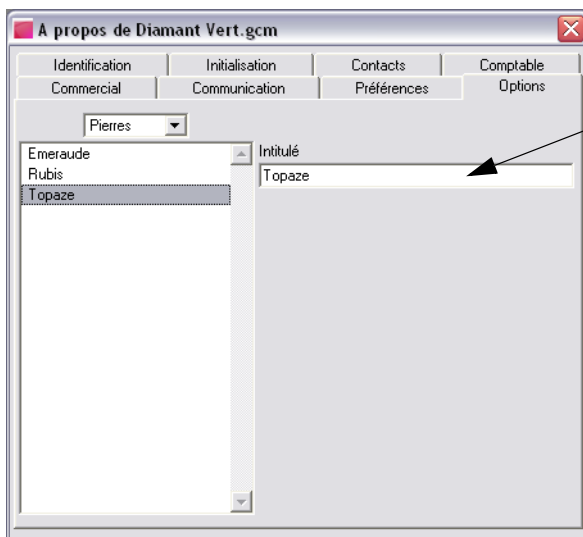 A propos de Diamant Vert.gcm
Identification Initialisation Contacts Comptable
Commercial Communication Préférences Options
Pierres
Emeraude
Rubis
Topaze
Intitulé
Topaze